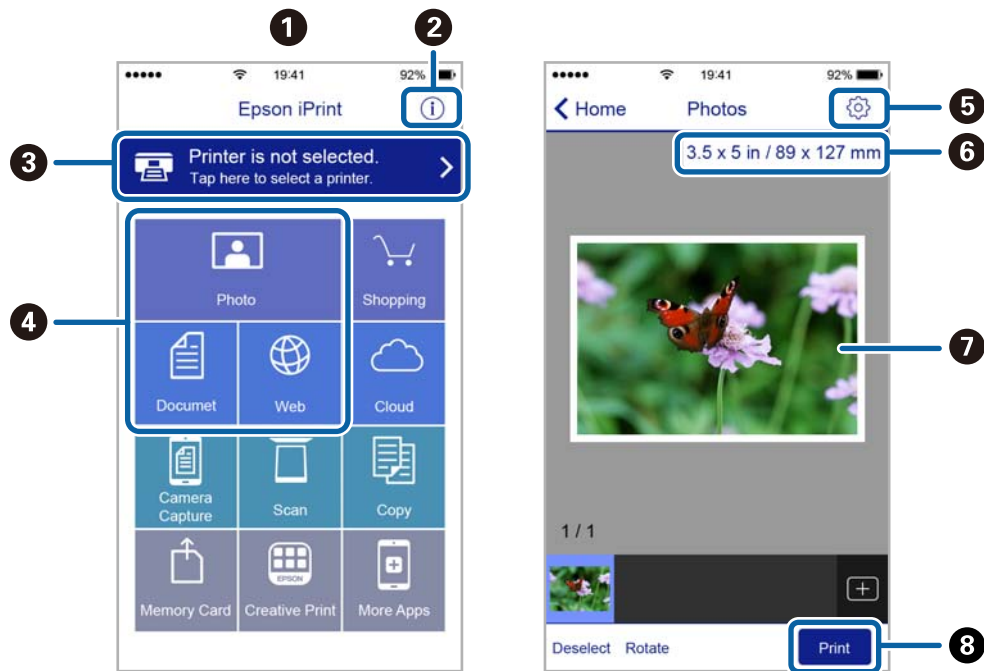 1
2
19:41
92%
Epson iPrint
i
3
Printer is not selected.
Tap here to select a printer.
4
Photo
Shopping
Documet
Web
Cloud
Camera
Capture
Scan
Copy
EPSON
Memory Card
Creative Print
More Apps
19:41
92%
Home
Photos
5
3.5 x 5 in / 89 x 127 mm
6
7
1 / 1
Deselect
Rotate
Print
8